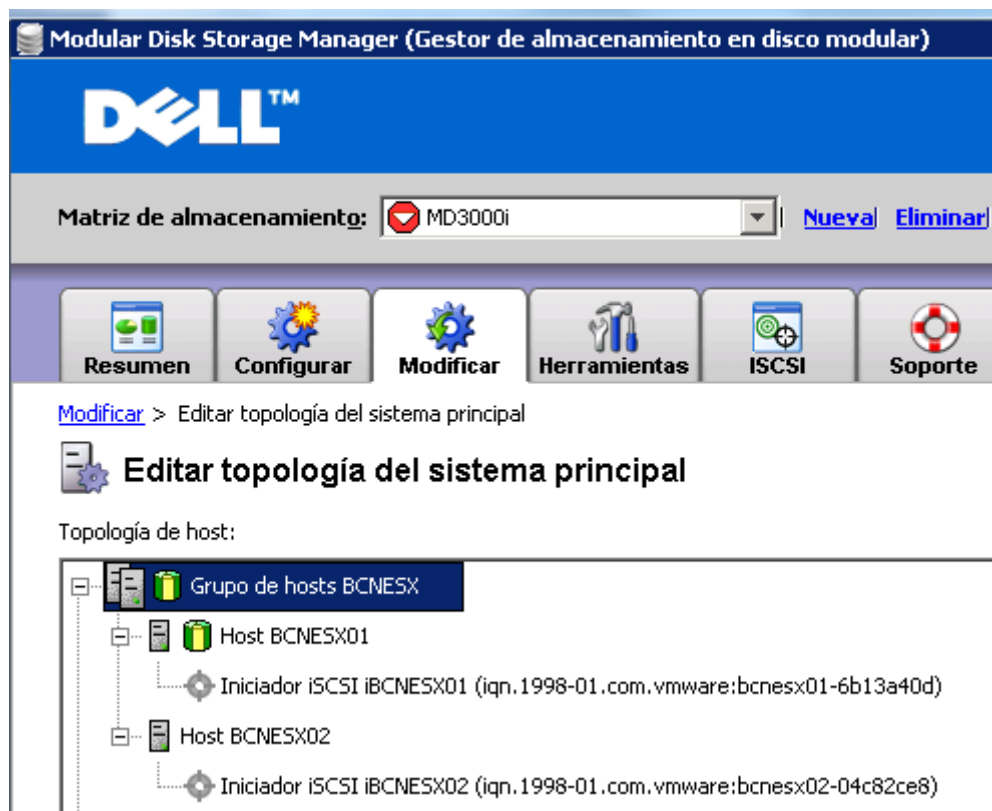 Modular Disk Storage Manager (Gestor de almacenamiento en disco modular)
DELL™
Matriz de almacenamiento: MD3000i Nueva Eliminar
Resumen Configurar Modificar Herramientas iSCSI Soporte
Modificar > Editar topología del sistema principal
Editar topología del sistema principal
Topología de host:
Grupo de hosts BCNESX
Host BCNESX01
Iniciador iSCSI iBCNESX01 (iqn.1998-01.com.vmware:bcnesx01-6b13a40d)
Host BCNESX02
Iniciador iSCSI iBCNESX02 (iqn.1998-01.com.vmware:bcnesx02-04c82ce8)